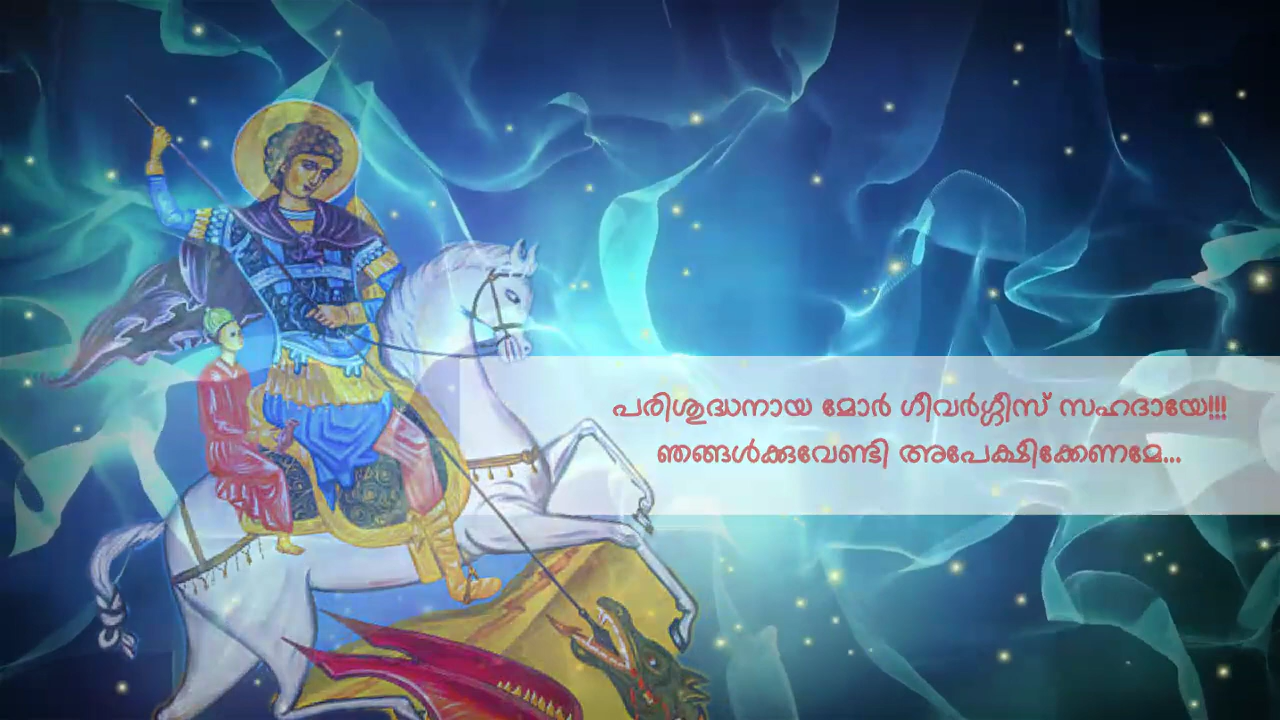 പരിശുദ്ധനായ മോർ ഗീവർഗ്ഗീസ് സഹദായേ!!!
ഞങ്ങൾക്കുവേണ്ടി അപേക്ഷിക്കേണമേ...